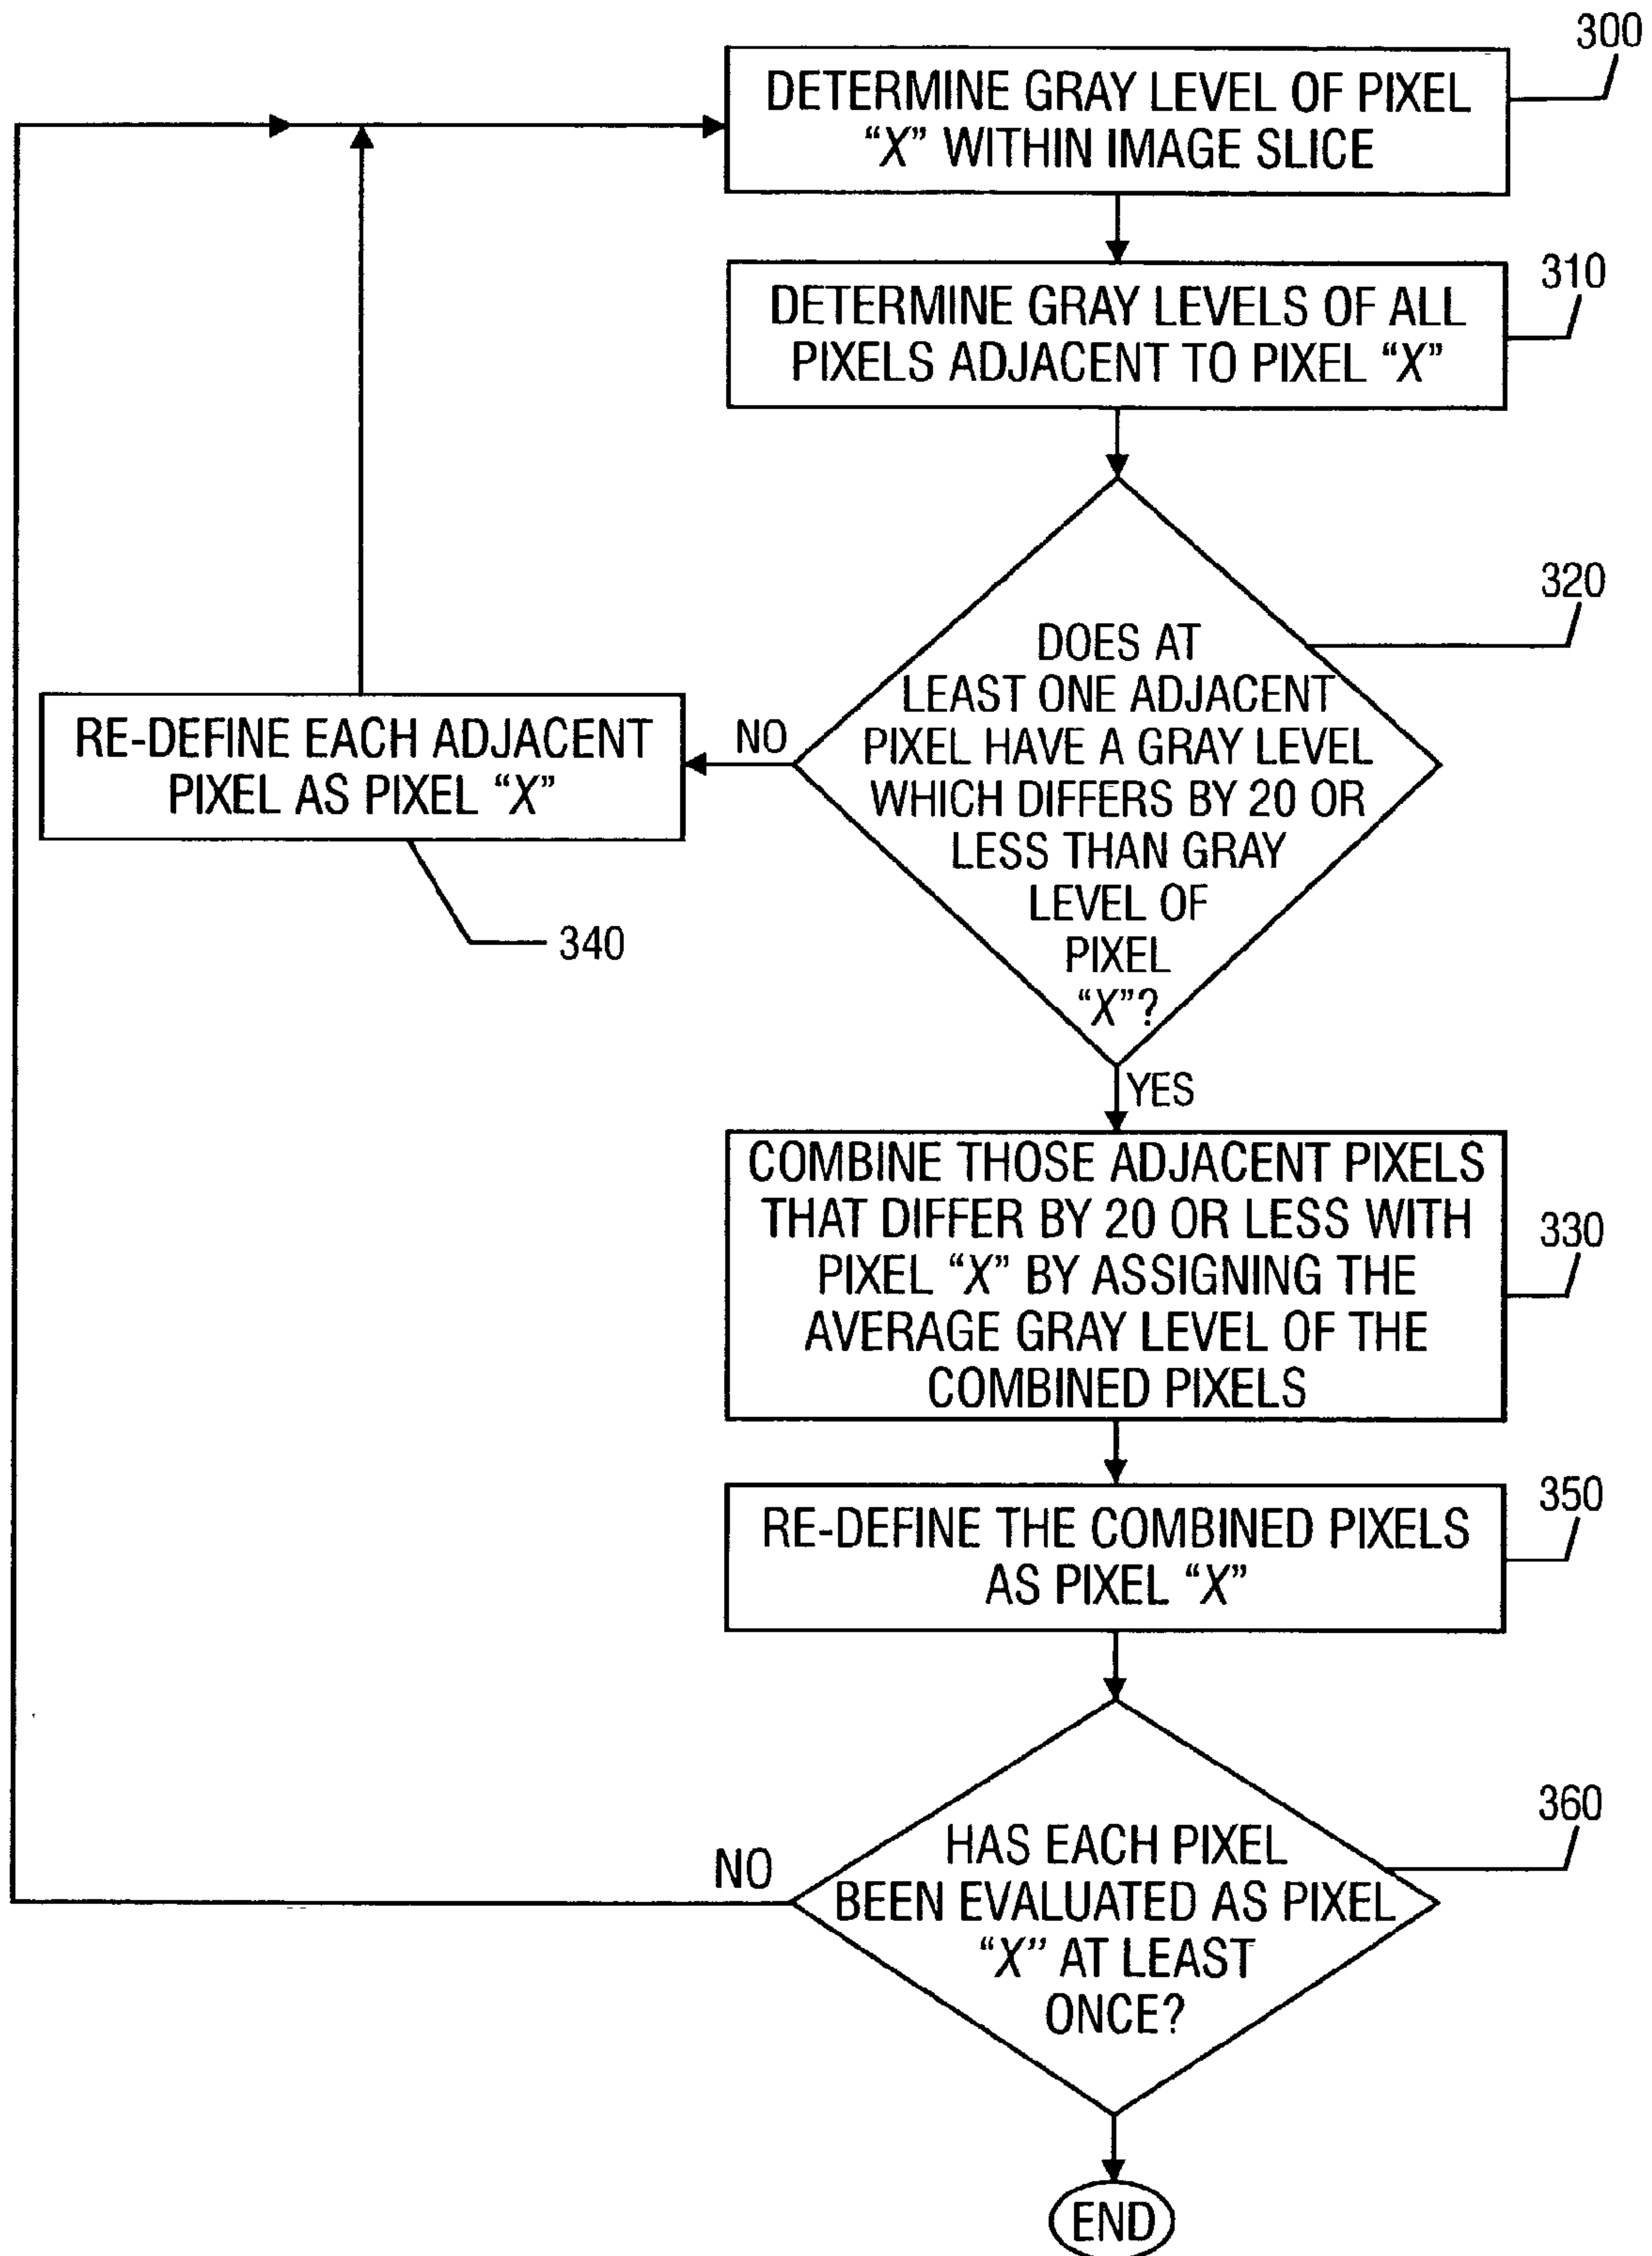 300
DETERMINE GRAY LEVEL OF PIXEL
“X” WITHIN IMAGE SLICE
310
DETERMINE GRAY LEVELS OF ALL
PIXELS ADJACENT TO PIXEL “X”
320
DOES AT
LEAST ONE ADJACENT
PIXEL HAVE A GRAY LEVEL
WHICH DIFFERS BY 20 OR
LESS THAN GRAY
LEVEL OF
PIXEL
“X”?
NO
RE-DEFINE EACH ADJACENT
PIXEL AS PIXEL “X”
340
YES
COMBINE THOSE ADJACENT PIXELS
THAT DIFFER BY 20 OR LESS WITH
PIXEL “X” BY ASSIGNING THE
AVERAGE GRAY LEVEL OF THE
COMBINED PIXELS
330
350
RE-DEFINE THE COMBINED PIXELS
AS PIXEL “X”
360
HAS EACH PIXEL
BEEN EVALUATED AS PIXEL
“X” AT LEAST
ONCE?
NO
END